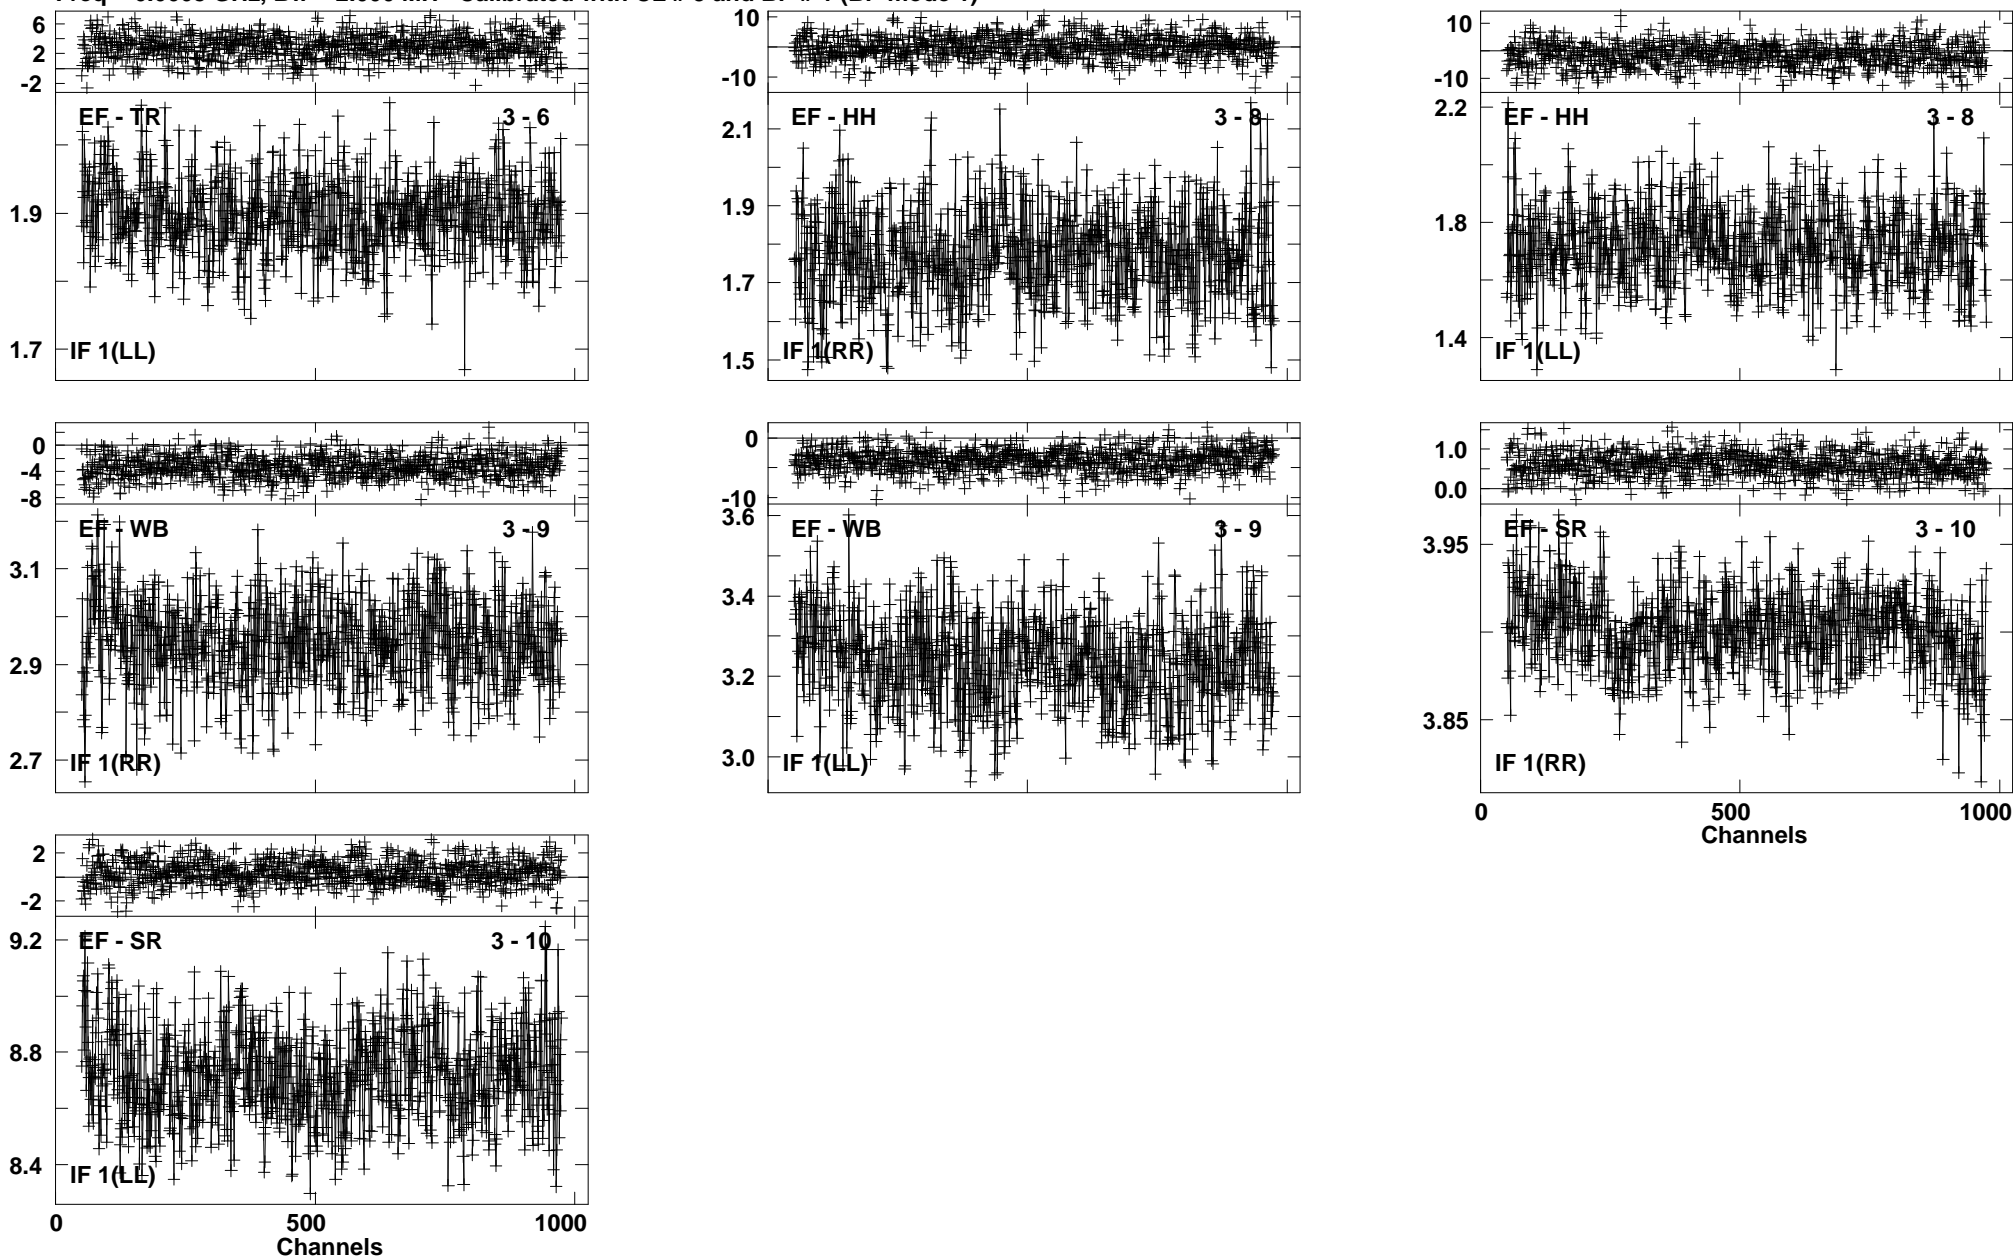 6
2
-2
EF - TR
3 - 6
1.9
1.7
IF 1(LL)
10
-10
EF - HH
3 - 8
2.1
1.9
1.7
1.5
IF 1(RR)
10
-10
EF - HH
3 - 8
2.2
1.8
1.4
IF 1(LL)
0
-4
-8
EF - WB
3 - 9
3.1
2.9
2.7
IF 1(RR)
0
-10
EF - WB
3 - 9
3.6
3.4
3.2
3.0
IF 1(LL)
1.0
0.0
EF - SR
3 - 10
3.95
3.85
IF 1(RR)
0 500 1000
Channels
2
-2
EF - SR
3 - 10
9.2
8.8
8.4
IF 1(LL)
0 500 1000
Channels